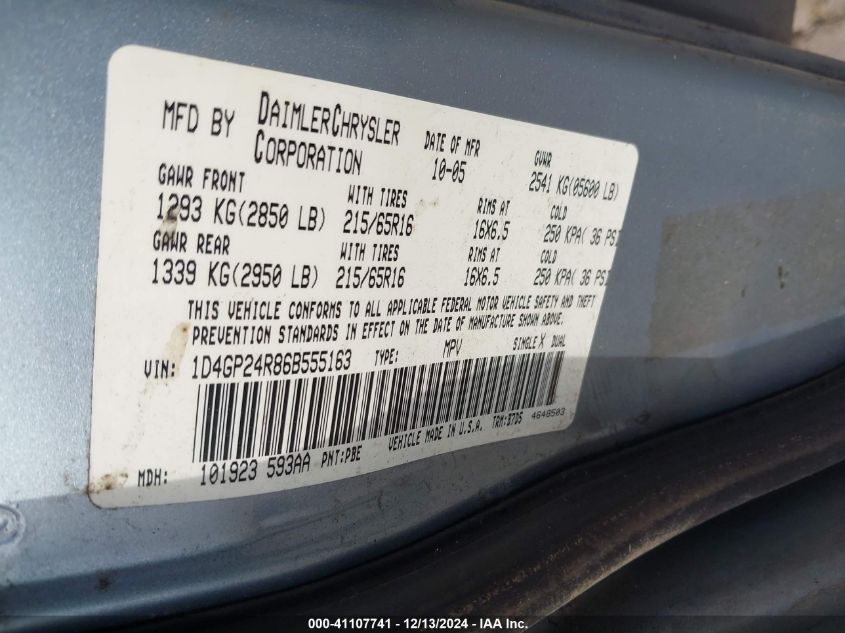 MFD BY DAIMLERCHRYSLER CORPORATION
DATE OF MFR 10-05
GVWR 2541 KG(05600 LB)
GAWR FRONT WITH TIRES RIMS AT COLD
1293 KG(2850 LB) 215/65R16 16X6.5 250 KPA( 36 PSI
GAWR REAR WITH TIRES RIMS AT COLD
1339 KG(2950 LB) 215/65R16 16X6.5 250 KPA( 36 PSI
THIS VEHICLE CONFORMS TO ALL APPLICABLE FEDERAL MOTOR VEHICLE SAFETY AND THEFT
PREVENTION STANDARDS IN EFFECT ON THE DATE OF MANUFACTURE SHOWN ABOVE.
VIN: 1D4GP24R86B555163 TYPE: MPV SINGLE X DUAL
MDH: 101923 593AA PNT:PBE VEHICLE MADE IN U.S.A. TRM:B7D5 4648503
000-41107741 - 12/13/2024 - IAA Inc.